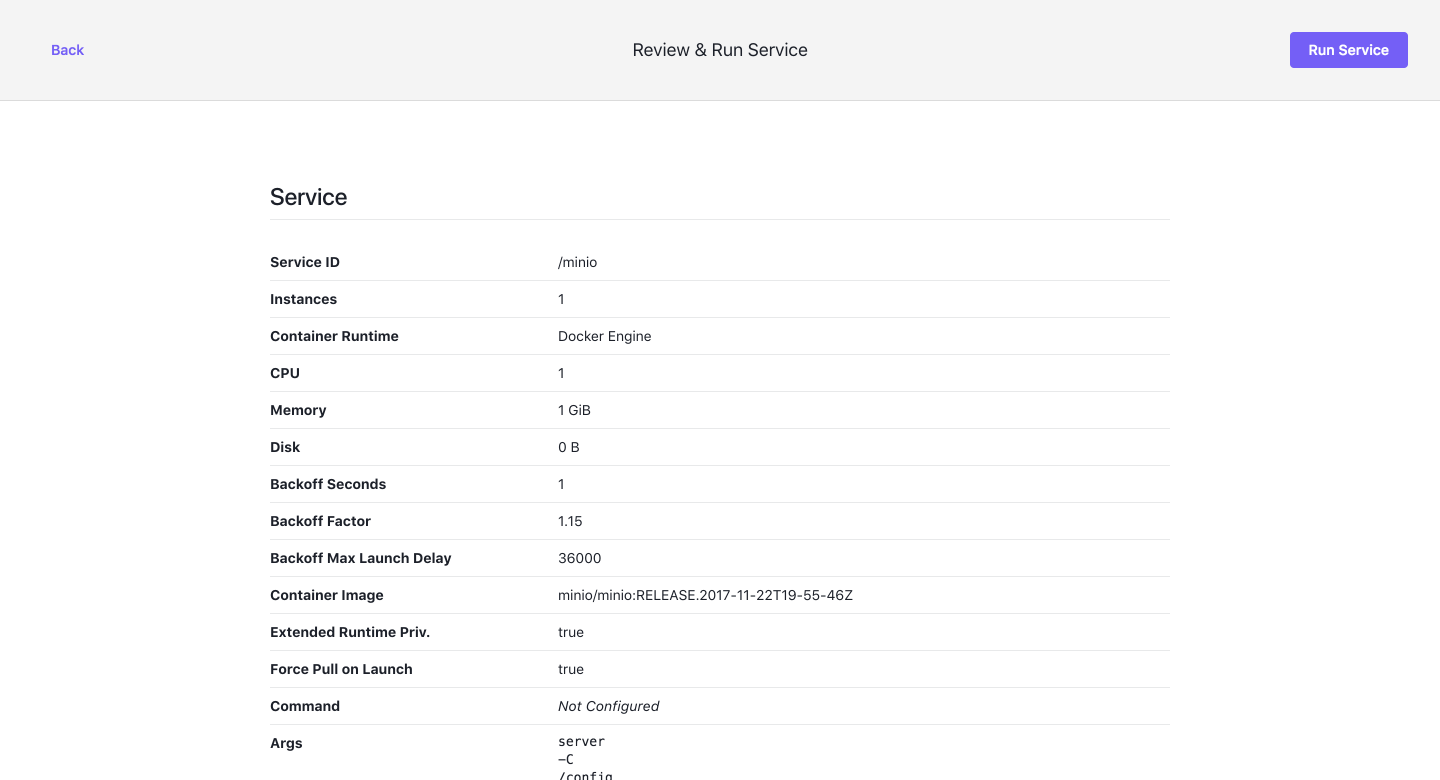 Back
Review & Run Service
Run Service
Service
Service ID /minio
Instances 1
Container Runtime Docker Engine
CPU 1
Memory 1 GiB
Disk 0 B
Backoff Seconds 1
Backoff Factor 1.15
Backoff Max Launch Delay 36000
Container Image minio/minio:RELEASE.2017-11-22T19-55-46Z
Extended Runtime Priv. true
Force Pull on Launch true
Command Not Configured
Args server
-C
/config